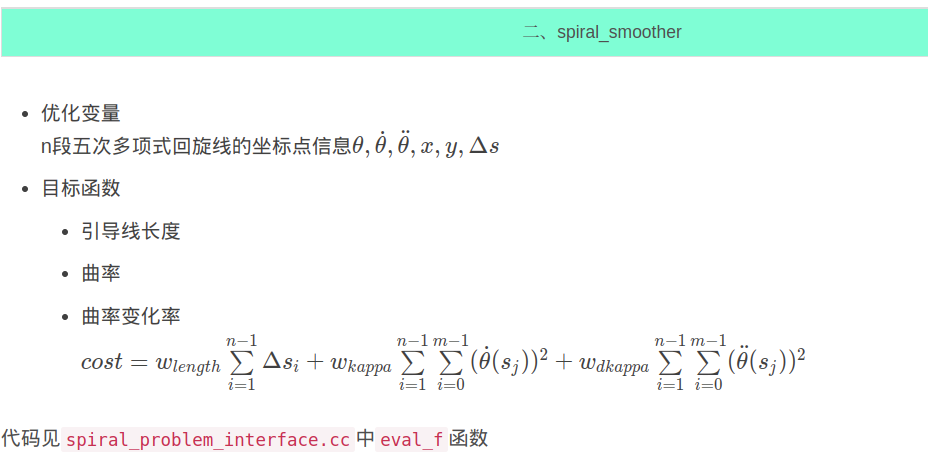 二、spiral_smoother
• 优化变量
n段五次多项式回旋线的坐标点信息$\theta, \dot{\theta}, \ddot{\theta}, x, y, \Delta s$
• 目标函数
• 引导线长度
• 曲率
• 曲率变化率
$cost = w_{length} \sum_{i=1}^{n-1} \Delta s_i + w_{kappa} \sum_{i=1}^{n-1} \sum_{i=0}^{m-1} (\dot{\theta}(s_j))^2 + w_{dkappa} \sum_{i=1}^{n-1} \sum_{i=0}^{m-1} (\ddot{\theta}(s_j))^2$
代码见 spiral_problem_interface.cc 中 eval_f 函数